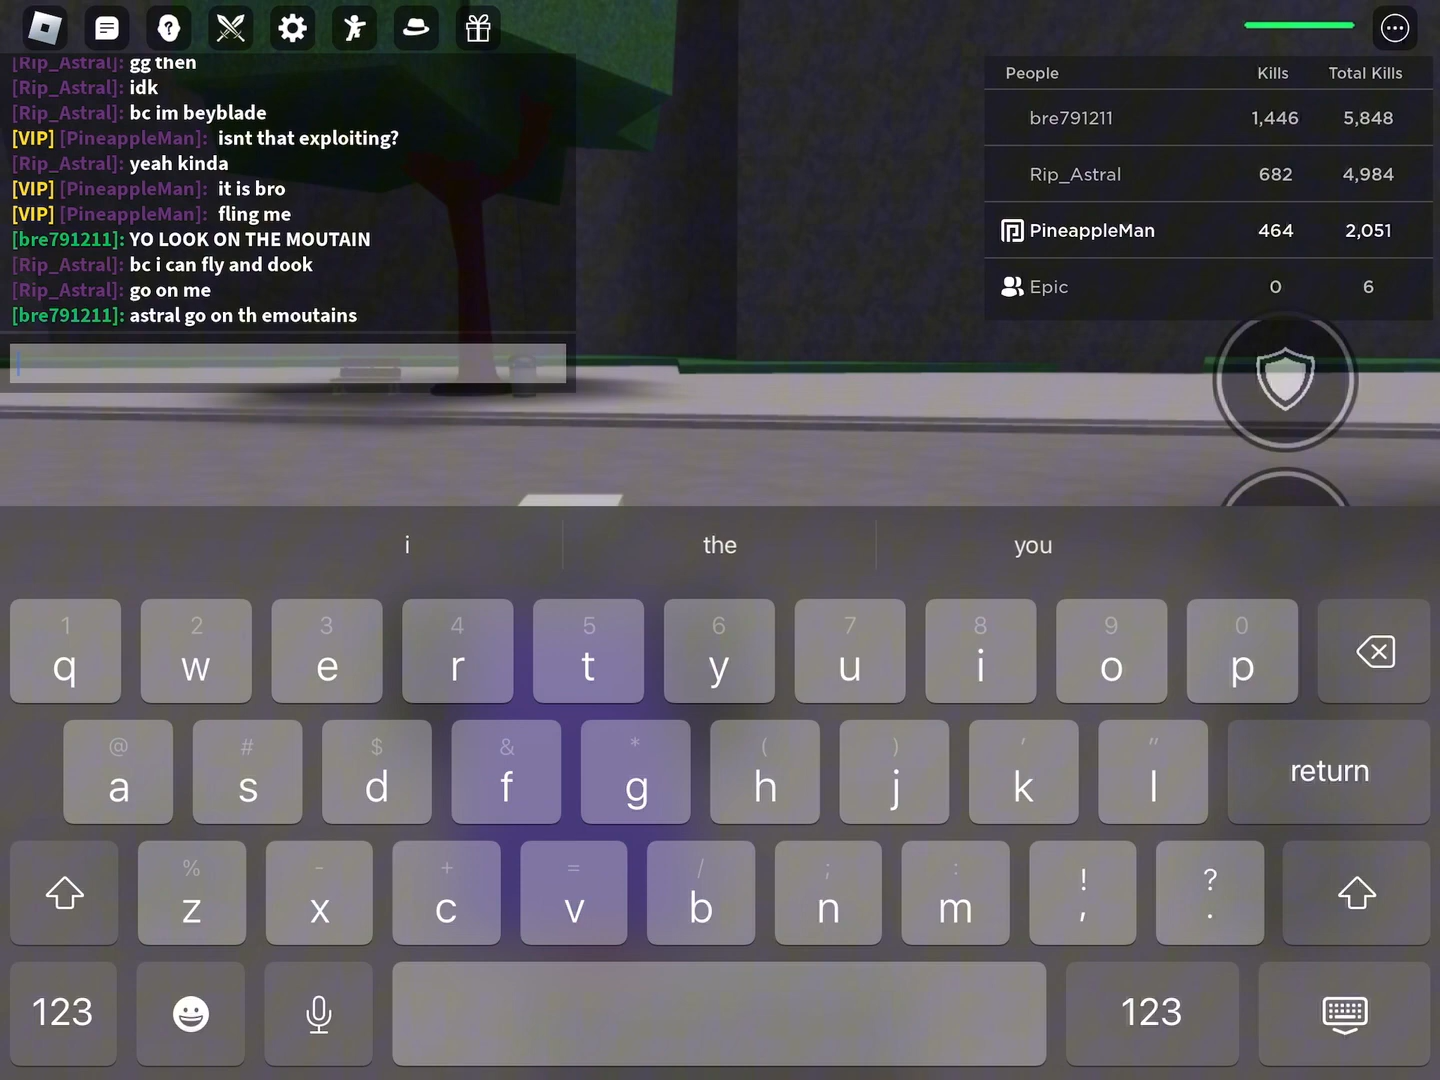 [Rip_Astral]: gg then
[Rip_Astral]: idk
[Rip_Astral]: bc im beyblade
[VIP] [PineappleMan]: isnt that exploiting?
[Rip_Astral]: yeah kinda
[VIP] [PineappleMan]: it is bro
[VIP] [PineappleMan]: fling me
[bre791211]: YO LOOK ON THE MOUTAIN
[Rip_Astral]: bc i can fly and dook
[Rip_Astral]: go on me
[bre791211]: astral go on th emoutains
People Kills Total Kills
bre791211 1,446 5,848
Rip_Astral 682 4,984
PineappleMan 464 2,051
Epic 0 6
i the you
1 2 3 4 5 6 7 8 9 0
q w e r t y u i o p
@ # $ & * ( ) ' "
a s d f g h j k l return
% - + = / ; : ! ?
z x c v b n m , .
123 123